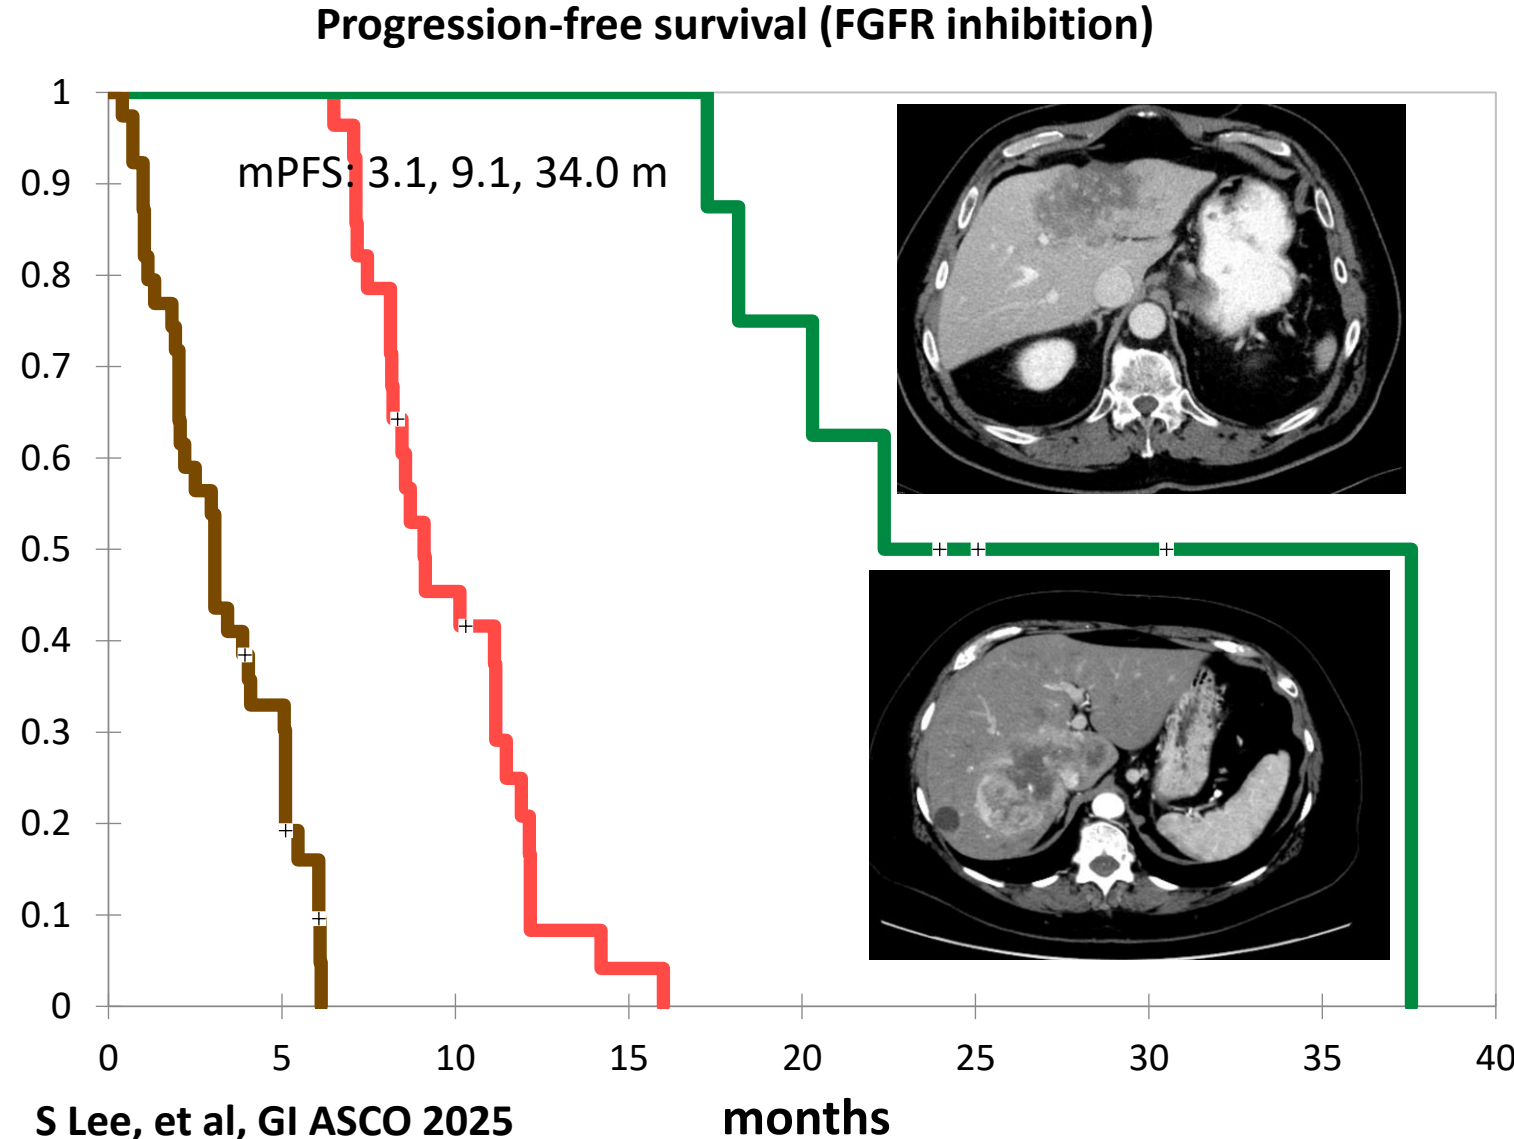 Progression-free survival (FGFR inhibition)
1
mPFS: 3.1, 9.1, 34.0 m
0.9
0.8
0.7
0.6
0.5
0.4
0.3
0.2
0.1
0
0 5 10 15 20 25 30 35 40
S Lee, et al, GI ASCO 2025
months